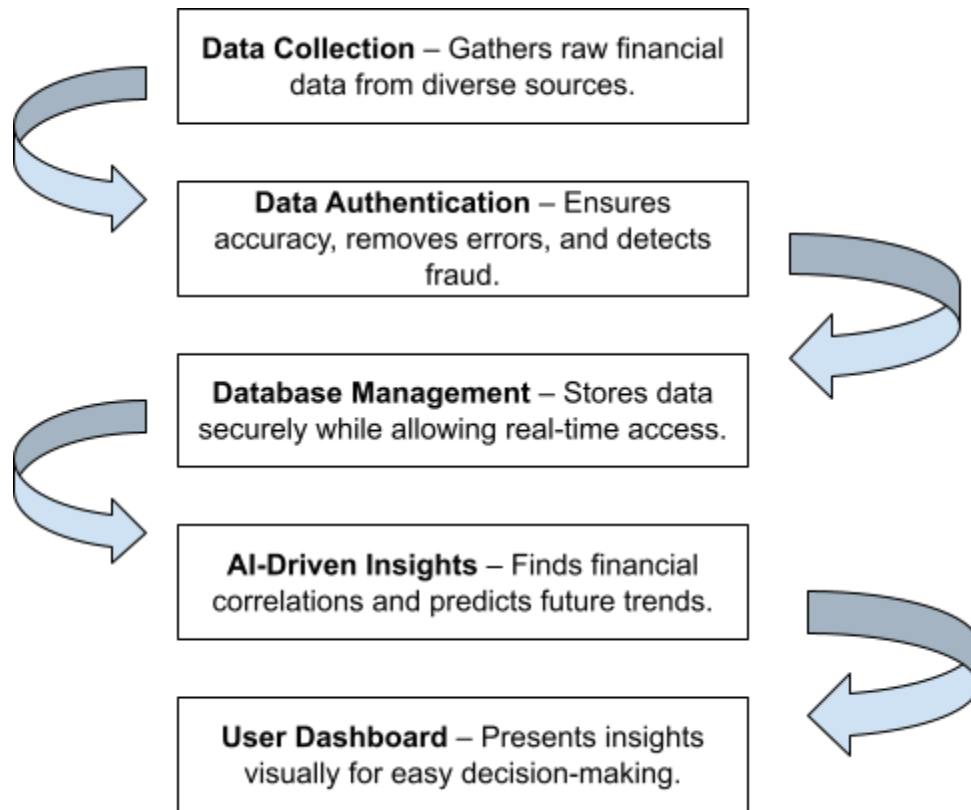 Data Collection – Gathers raw financial
data from diverse sources.
Data Authentication – Ensures
accuracy, removes errors, and detects
fraud.
Database Management – Stores data
securely while allowing real-time access.
AI-Driven Insights – Finds financial
correlations and predicts future trends.
User Dashboard – Presents insights
visually for easy decision-making.